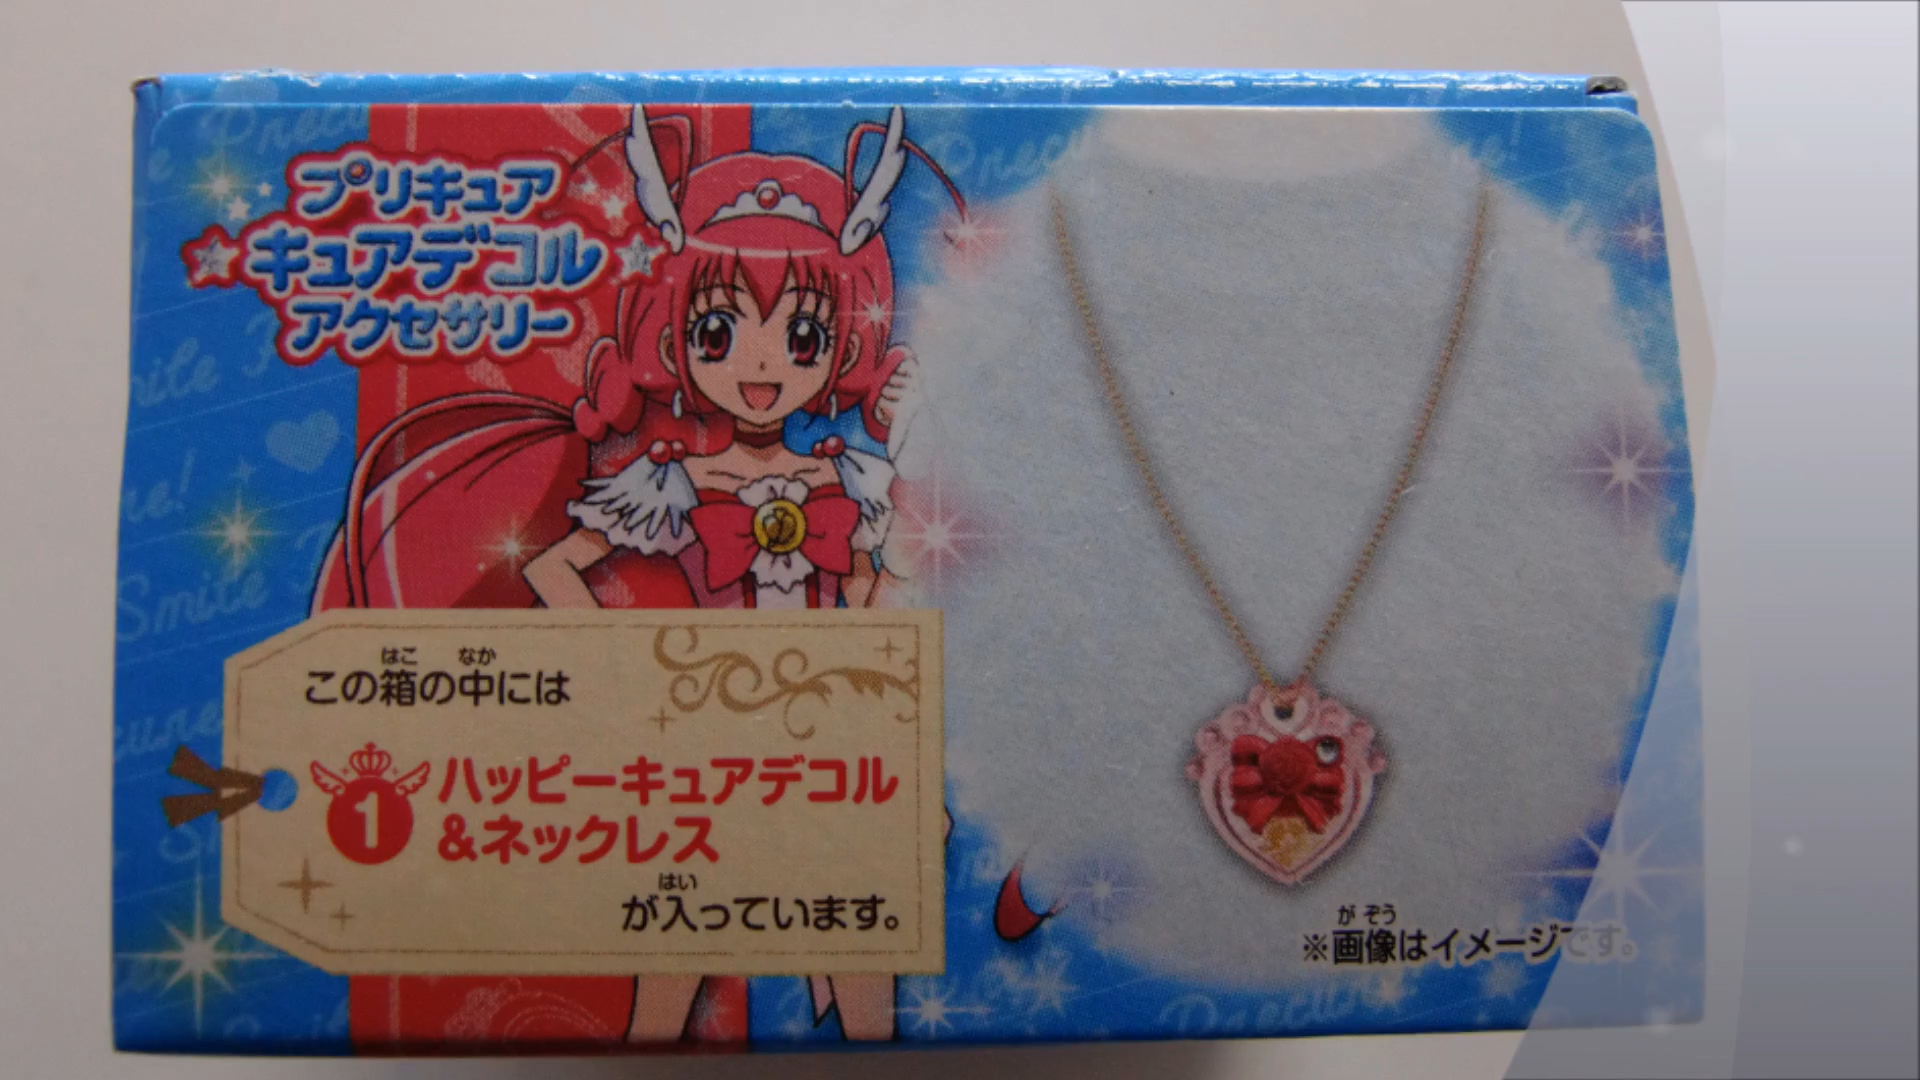 プリキュア
キュアデコル
アクセサリー
はこ なか
この箱の中には
1 ハッピーキュアデコル
&ネックレス
はい
が入っています。
が ぞう
※画像はイメージです。
Smile